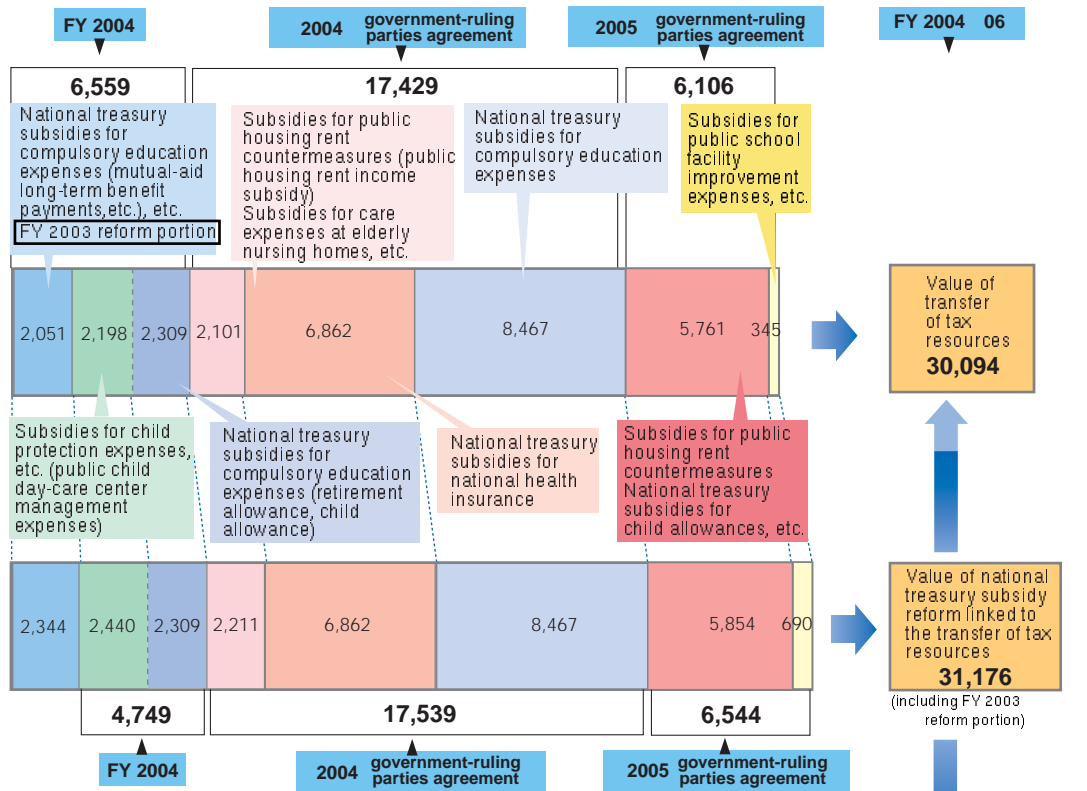 FY 2004
2004 government-ruling
parties agreement
2005 government-ruling
parties agreement
FY 2004 06
6,559
17,429
6,106
National treasury
subsidies for
compulsory education
expenses (mutual-aid
long-term benefit
payments,etc.), etc.
FY 2003 reform portion
Subsidies for public
housing rent
countermeasures (public
housing rent income
subsidy)
Subsidies for care
expenses at elderly
nursing homes, etc.
National treasury
subsidies for
compulsory education
expenses
Subsidies for
public school
facility
improvement
expenses, etc.
2,051
2,198
2,309
2,101
6,862
8,467
5,761
345
Value of
transfer
of tax
resources
30,094
Subsidies for child
protection expenses,
etc. (public child
day-care center
management
expenses)
National treasury
subsidies for
compulsory education
expenses (retirement
allowance, child
allowance)
National treasury
subsidies for
national health
insurance
Subsidies for public
housing rent
countermeasures
National treasury
subsidies for
child allowances, etc.
2,344
2,440
2,309
2,211
6,862
8,467
5,854
690
Value of national
treasury subsidy
reform linked to
the transfer of tax
resources
31,176
(including FY 2003
reform portion)
4,749
17,539
6,544
FY 2004
2004 government-ruling
parties agreement
2005 government-ruling
parties agreement